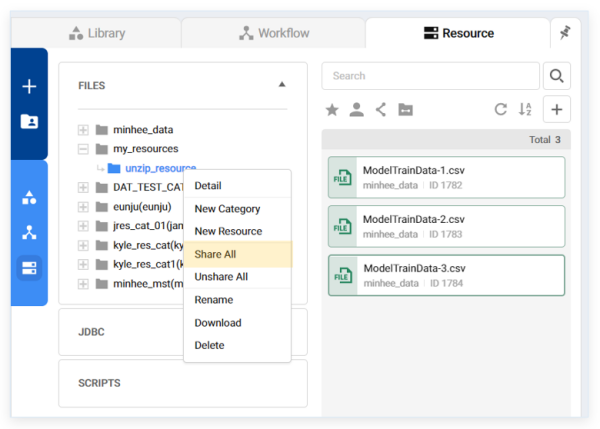 Library
Workflow
Resource
FILES
minhee_data
my_resources
unzip_resource
DAT_TEST_CAT
eunju(eunju)
jres_cat_01(jan
kyle_res_cat(ky
kyle_res_cat1(k
minhee_mst(m
Detail
New Category
New Resource
Share All
Unshare All
Rename
Download
Delete
JDBC
SCRIPTS
Search
Total 3
FILE
ModelTrainData-1.csv
minhee_data ID 1782
FILE
ModelTrainData-2.csv
minhee_data ID 1783
FILE
ModelTrainData-3.csv
minhee_data ID 1784